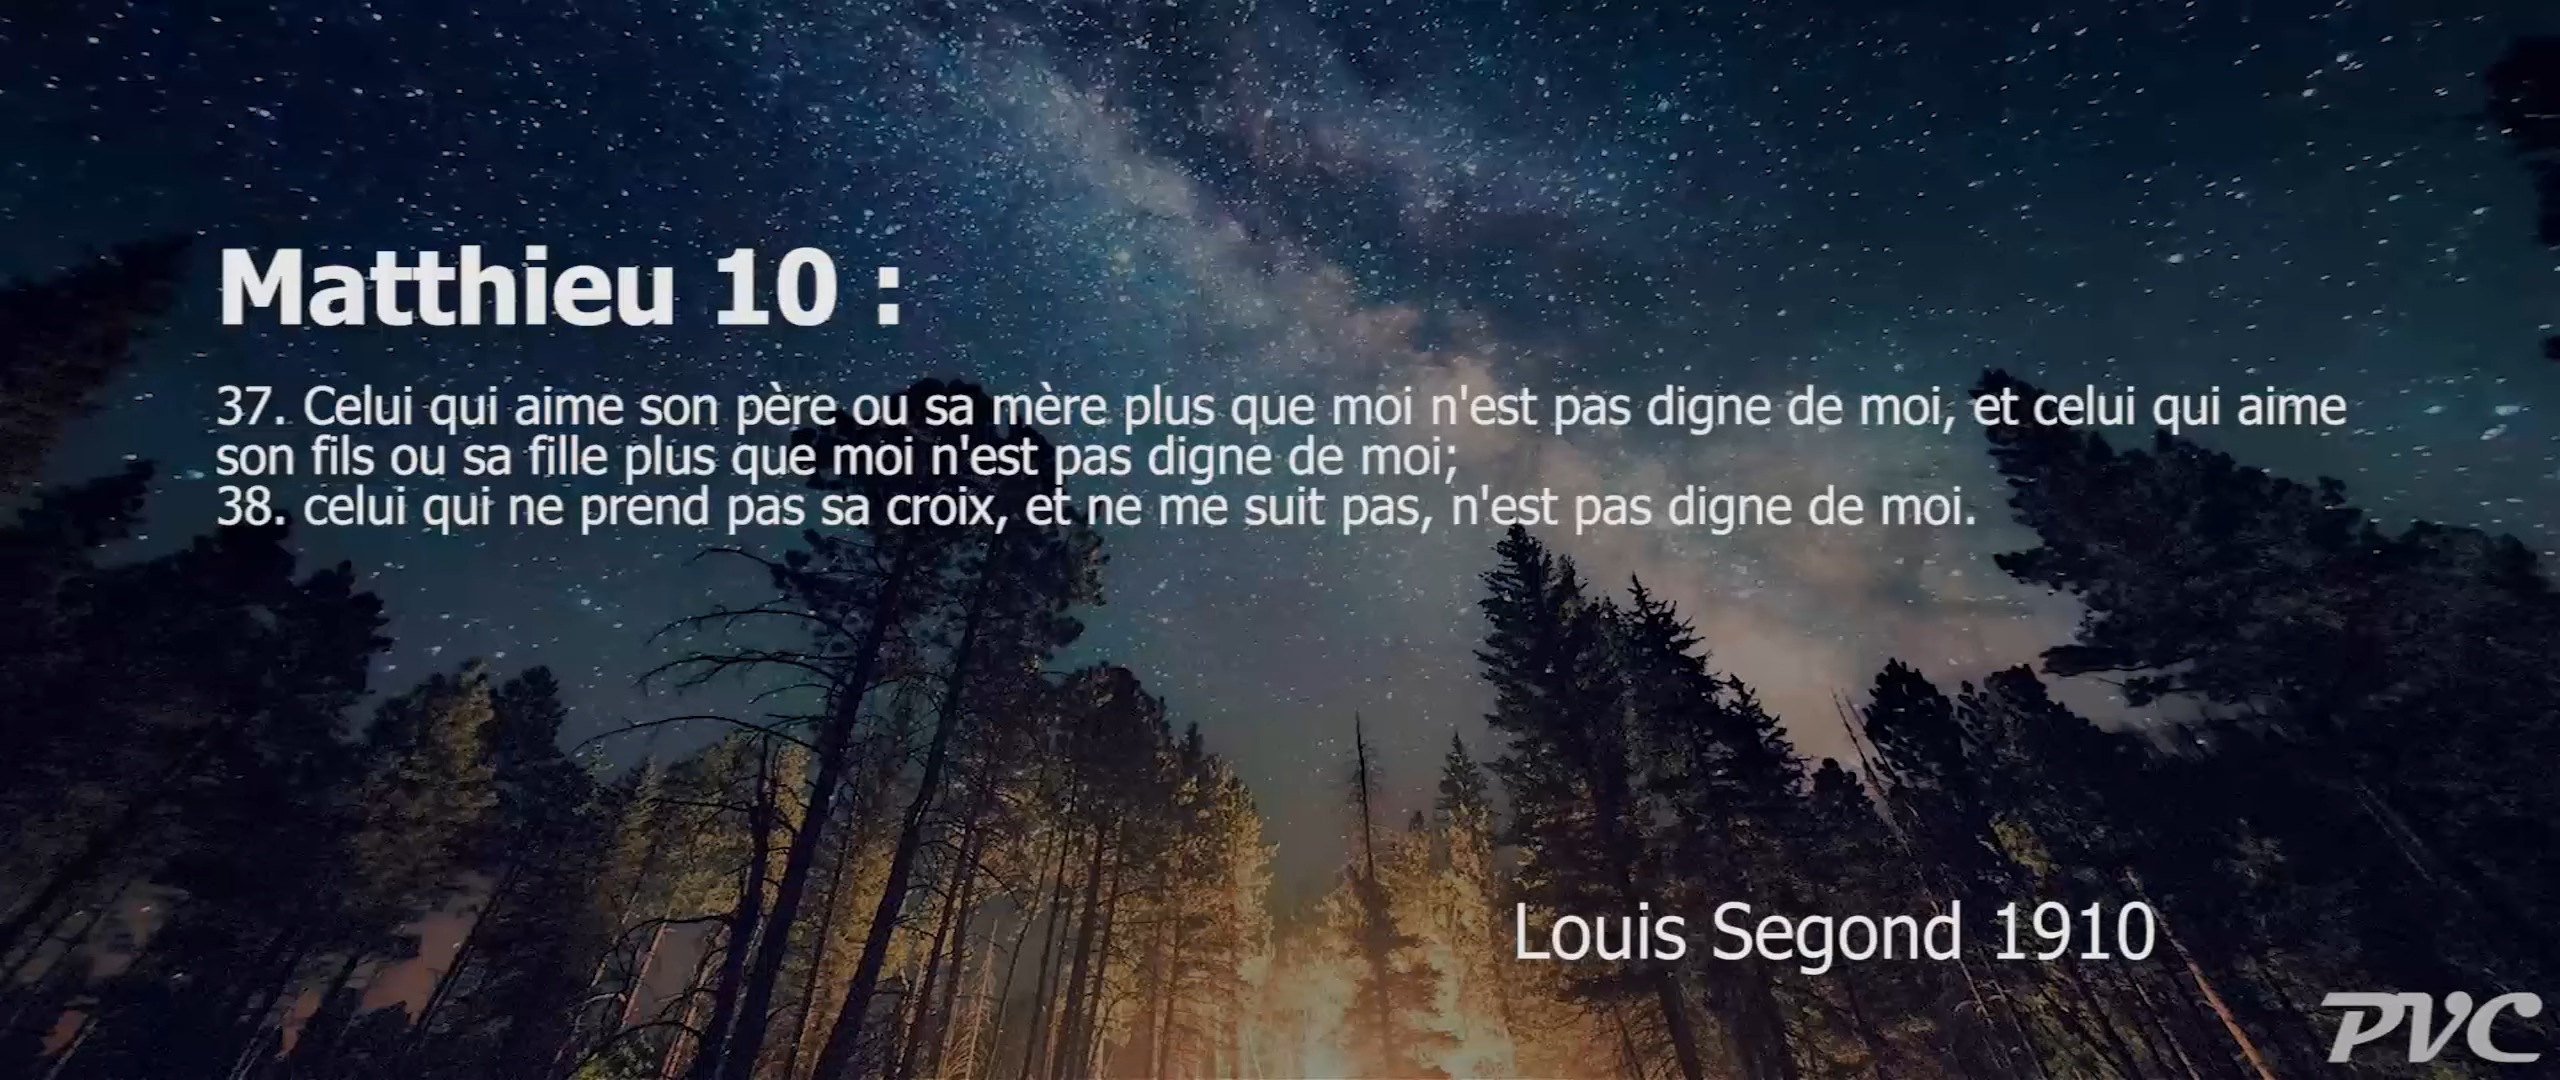 Matthieu 10 :
37. Celui qui aime son père ou sa mère plus que moi n'est pas digne de moi, et celui qui aime
son fils ou sa fille plus que moi n'est pas digne de moi;
38. celui qui ne prend pas sa croix, et ne me suit pas, n'est pas digne de moi.
Louis Segond 1910
PVC